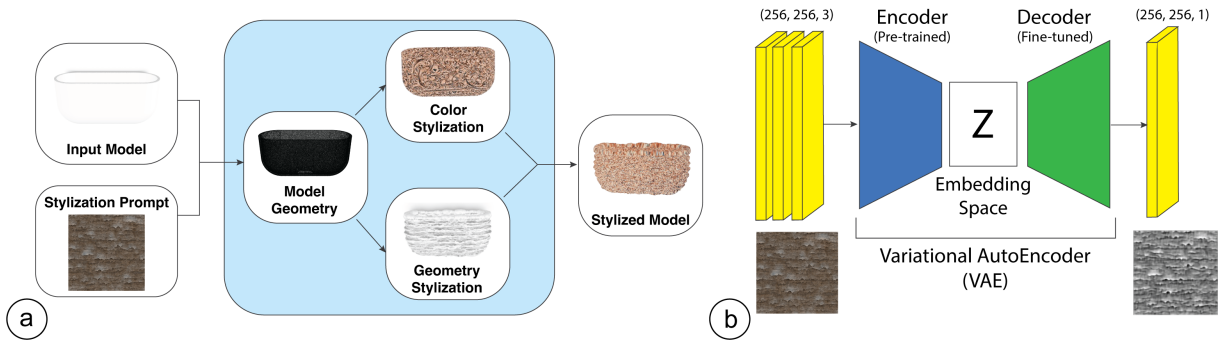 Input Model
Stylization Prompt
Model
Geometry
Color
Stylization
Geometry
Stylization
Stylized Model
a
(256, 256, 3)
Encoder
(Pre-trained)
Decoder
(Fine-tuned)
(256, 256, 1)
Z
Embedding
Space
Variational AutoEncoder
(VAE)
b